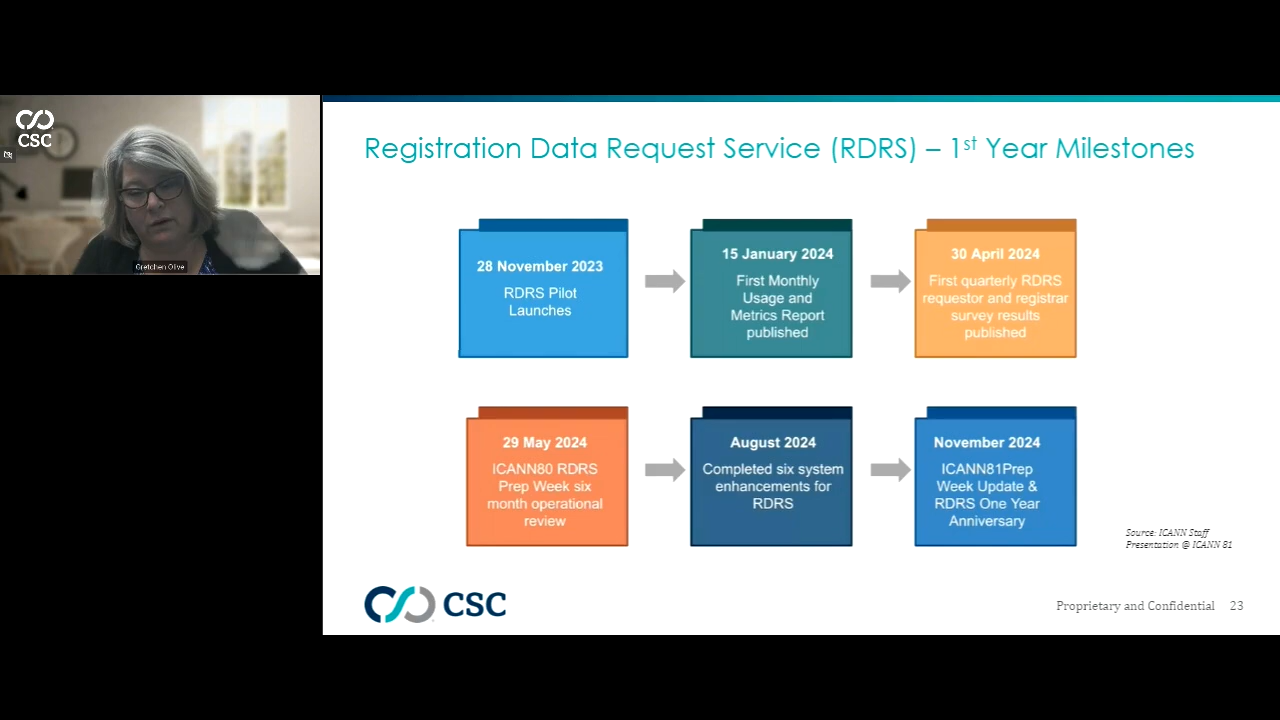 CSC
Gretchen Olive
Registration Data Request Service (RDRS) – 1st Year Milestones
28 November 2023
RDRS Pilot
Launches
15 January 2024
First Monthly
Usage and
Metrics Report
published
30 April 2024
First quarterly RDRS
requestor and registrar
survey results
published
29 May 2024
ICANN80 RDRS
Prep Week six
month operational
review
August 2024
Completed six system
enhancements for
RDRS
November 2024
ICANN81Prep
Week Update &
RDRS One Year
Anniversary
Source: ICANN Staff
Presentation @ ICANN 81
CSC
Proprietary and Confidential 23